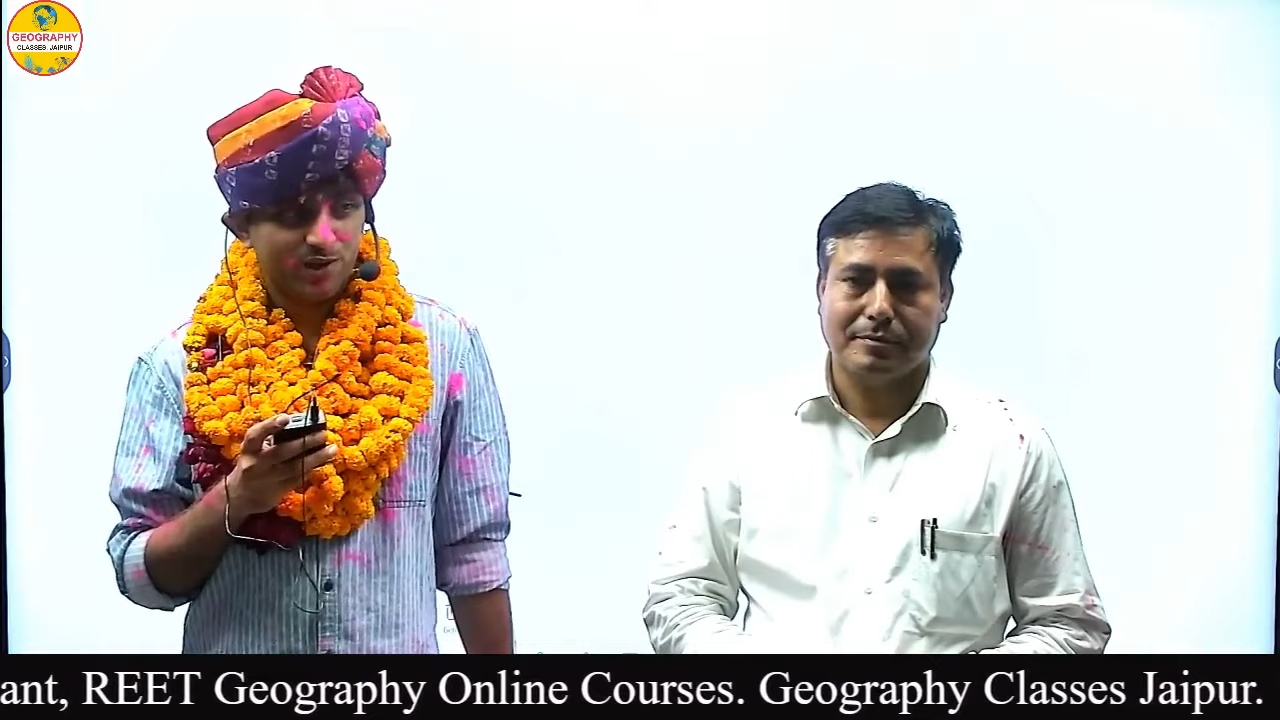 GEOGRAPHY
CLASSES JAIPUR
ant, REET Geography Online Courses. Geography Classes Jaipur.